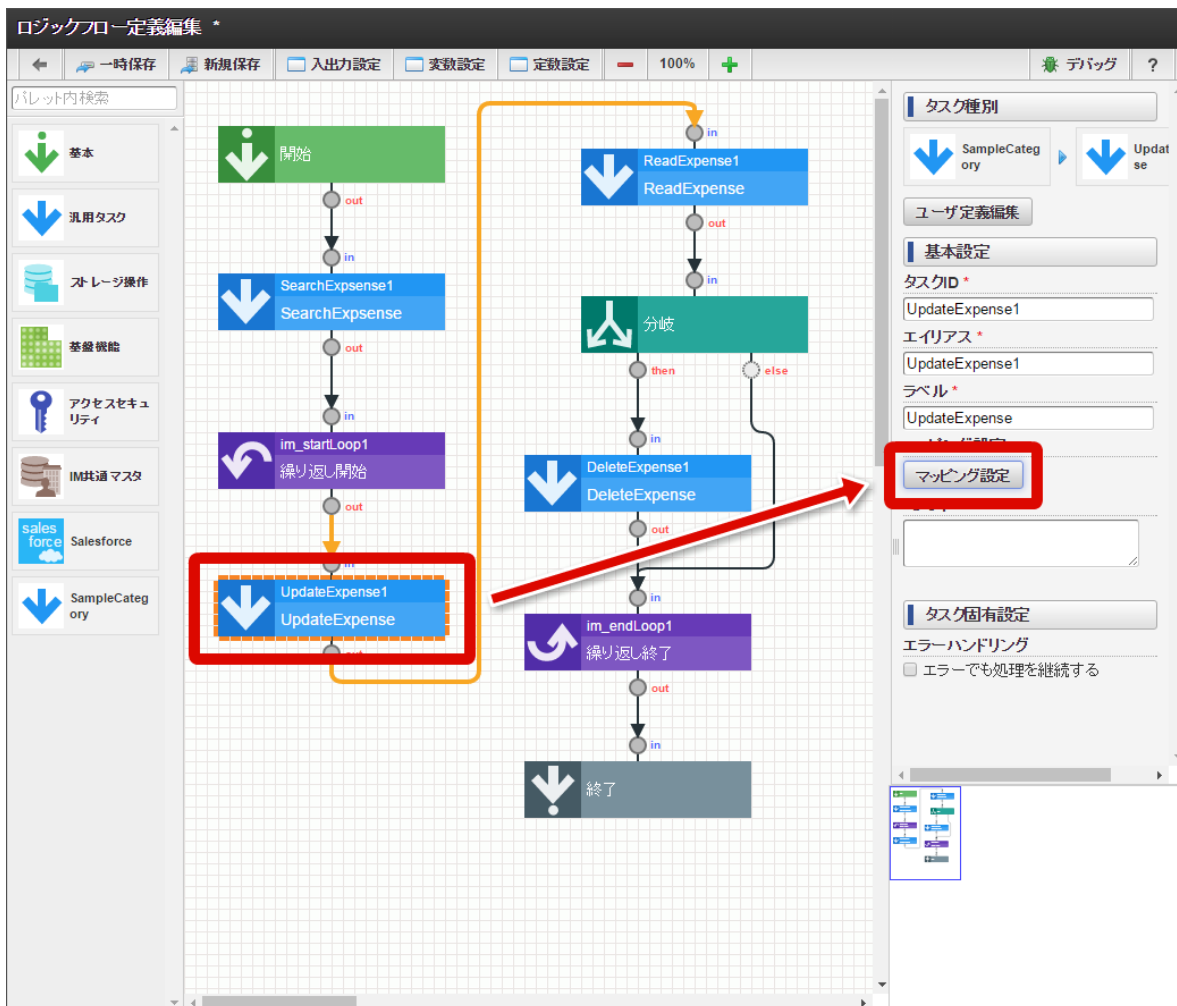 ロジックフロー定義編集 *
一時保存 新規保存 入出力設定 変数設定 定数設定 100% デバッグ ?
パレット内検索
基本
汎用タスク
ストレージ操作
基盤機能
アクセスセキュ
リティ
IM共通マスタ
sales
force
Salesforce
SampleCateg
ory
開始
out
in
SearchExpsense1
SearchExpsense
out
in
im_startLoop1
繰り返し開始
out
in
UpdateExpense1
UpdateExpense
out
in
ReadExpense1
ReadExpense
out
in
分岐
then
else
in
DeleteExpense1
DeleteExpense
out
in
im_endLoop1
繰り返し終了
out
in
終了
タスク種別
SampleCateg
ory
Updat
se
ユーザ定義編集
基本設定
タスクID *
UpdateExpense1
エイリアス *
UpdateExpense1
ラベル *
UpdateExpense
マッピング設定
タスク固有設定
エラーハンドリング
エラーでも処理を継続する